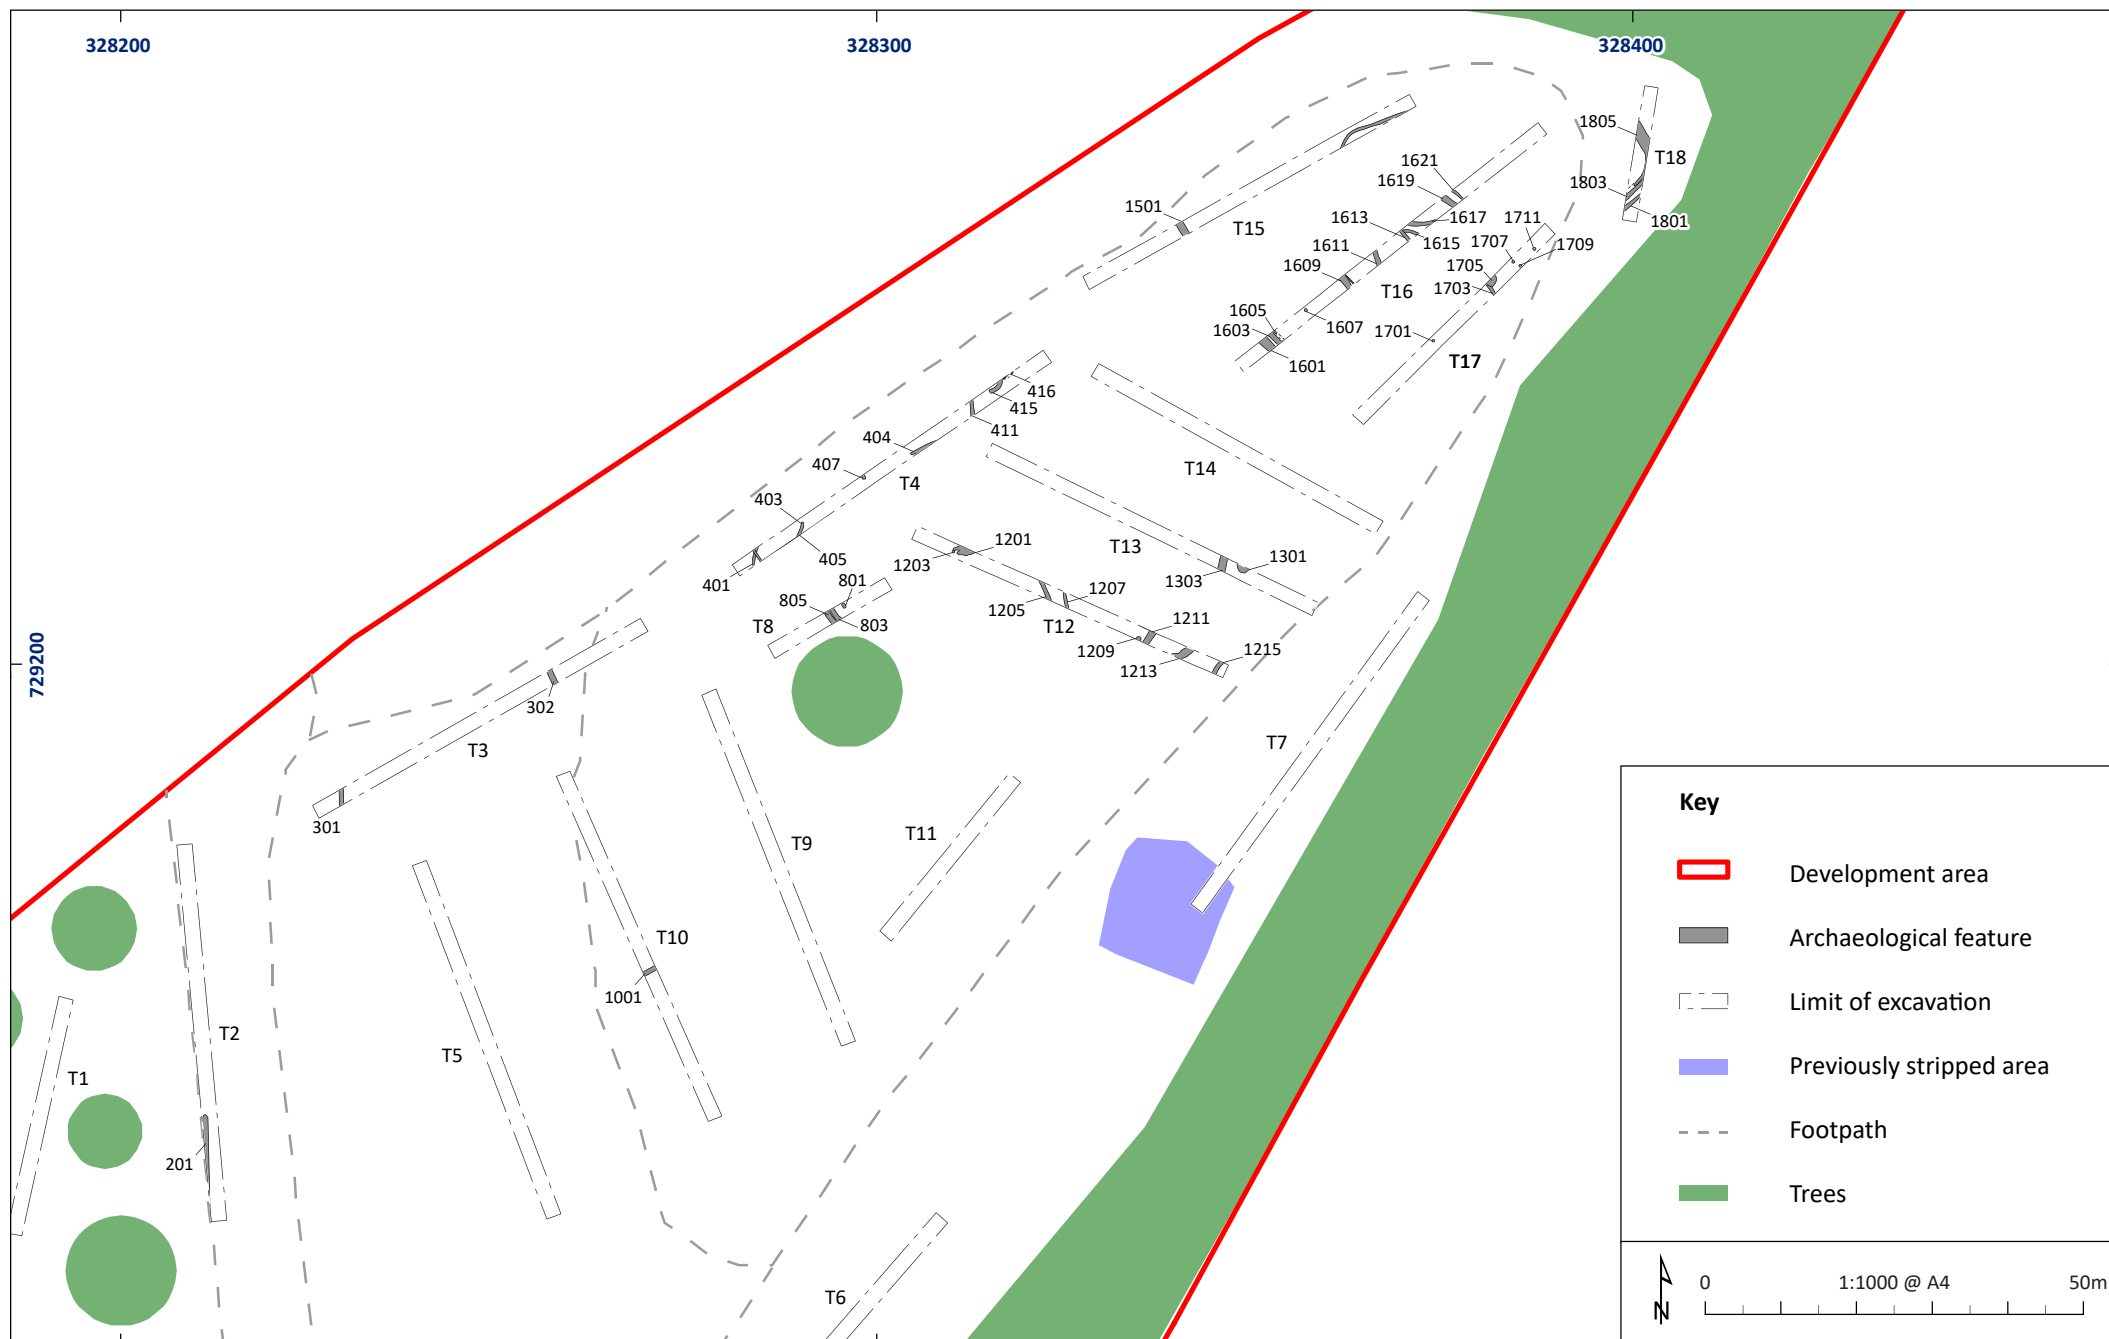 328200
328300
328400
729200
1805
T18
1803
1801
1621
1619
1501
T15
1613
1617
1615
1711
1707
1709
1611
1705
1609
1703
T16
1605
1603
1607
1701
1601
T17
416
415
411
404
407
T4
T14
403
405
401
1201
1203
T13
1301
1303
801
805
803
T8
1207
1205
T12
1211
1209
1215
1213
302
T3
301
T7
T9
T11
T10
1001
T2
T5
T1
201
T6
Key
Development area
Archaeological feature
Limit of excavation
Previously stripped area
Footpath
Trees
N
0 1:1000 @ A4 50m